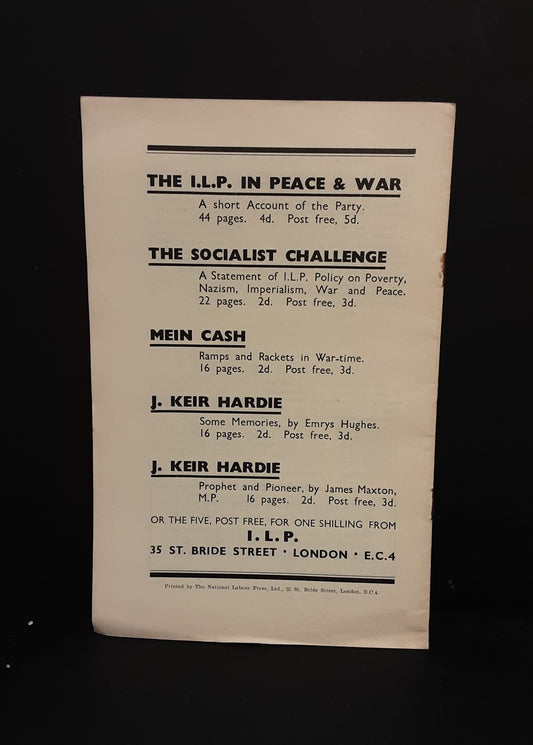 THE I.L.P. IN PEACE & WAR
A short Account of the Party.
44 pages. 4d. Post free, 5d.
THE SOCIALIST CHALLENGE
A Statement of I.L.P. Policy on Poverty,
Nazism, Imperialism, War and Peace.
22 pages. 2d. Post free, 3d.
MEIN CASH
Ramps and Rackets in War-time.
16 pages. 2d. Post free, 3d.
J. KEIR HARDIE
Some Memories, by Emrys Hughes.
16 pages. 2d. Post free, 3d.
J. KEIR HARDIE
Prophet and Pioneer, by James Maxton,
M.P. 16 pages. 2d. Post free, 3d.
OR THE FIVE, POST FREE, FOR ONE SHILLING FROM
I.L.P.
35 ST. BRIDE STREET · LONDON · E.C.4
Printed by The National Labour Press, Ltd., 35 St. Bride Street, London, E.C.4.